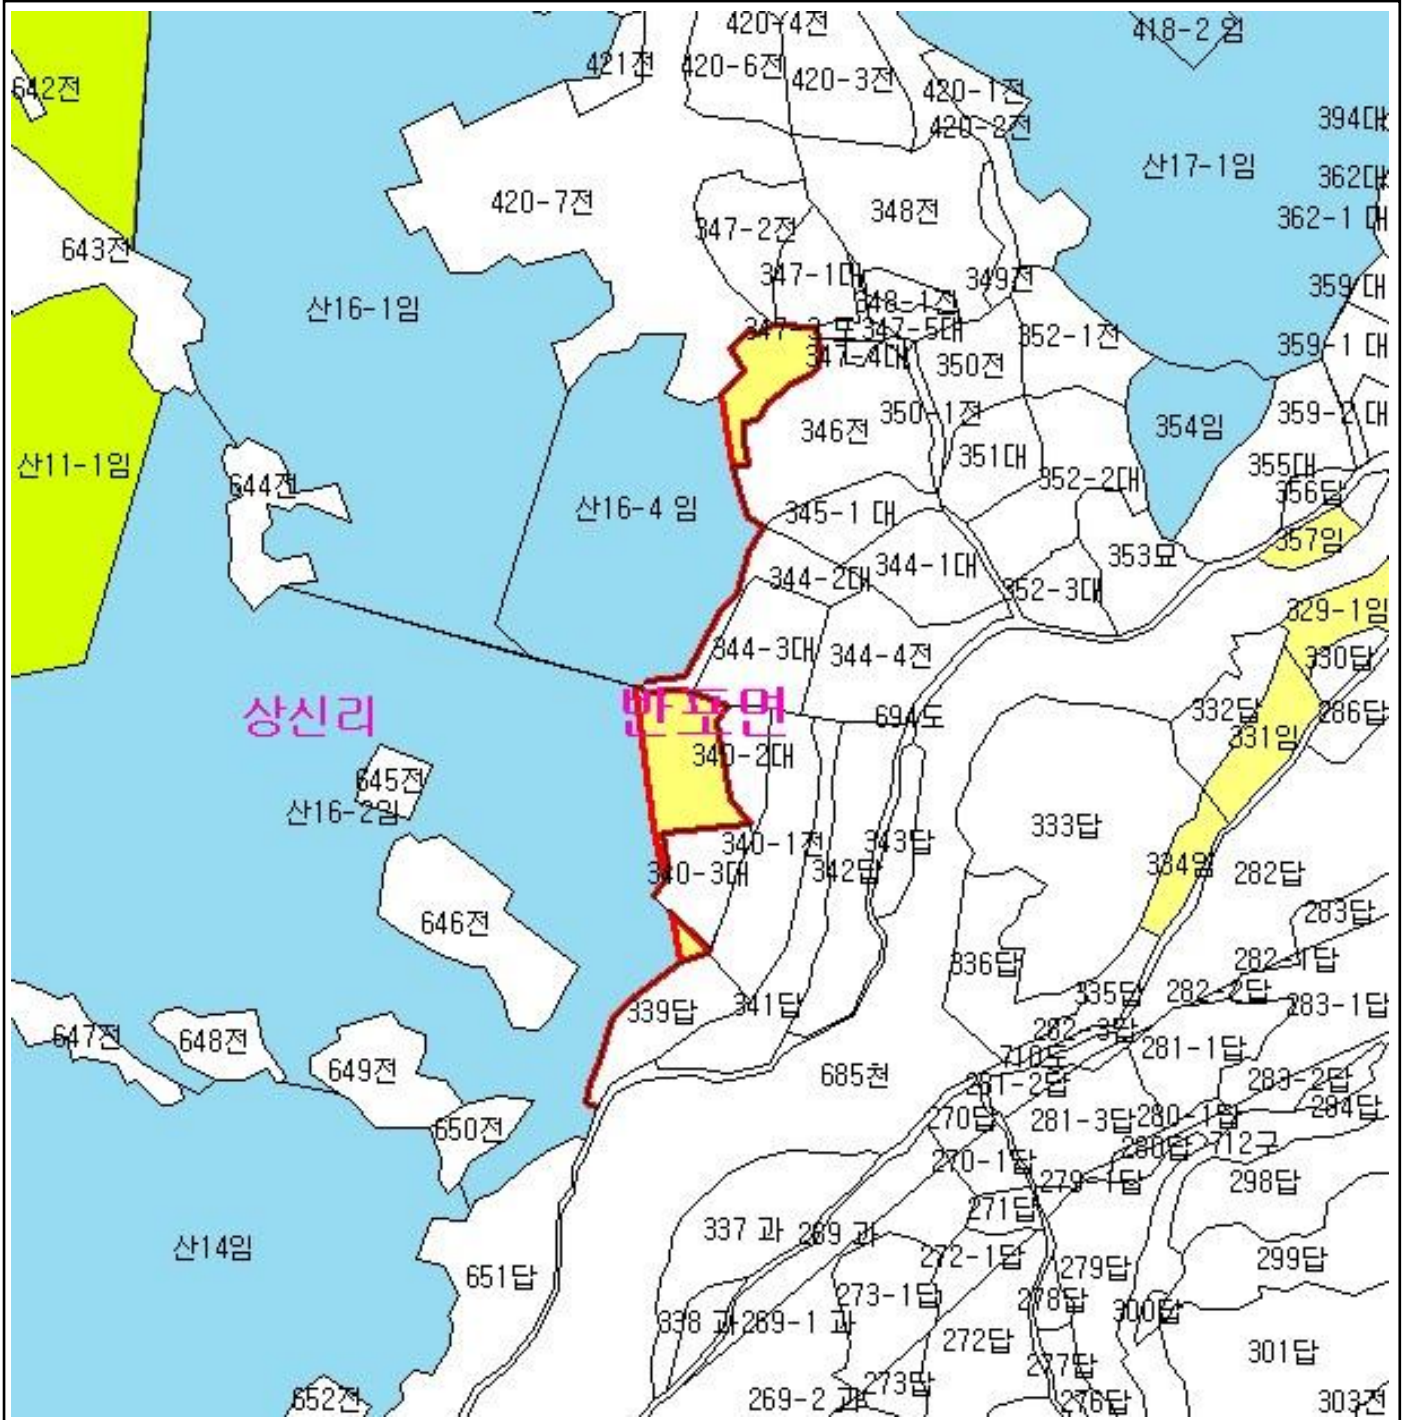 420-4전
418-2 임
421전
420-6전
420-3전
642전
420-1전
394대
420-2전
산17-1임
362대
420-7전
348전
362-1 대
347-2전
643전
347-1대
349전
359 대
산16-1임
348-1전
347-3 묘
347-5대
352-1전
359-1 대
347-4대
350전
350-1전
359-2 대
346전
354임
산11-1임
351대
355대
644전
352-2대
356답
산16-4 임
345-1 대
357임
353묘
344-1대
344-2대
352-3대
329-1임
344-3대
344-4전
330답
상신리
반포면
694도
332답
286답
331임
340-2대
645전
산16-2임
333답
340-1전
343답
334임
340-3대
342답
282답
283답
646전
282-1답
336답
335답
282-2답
283-1답
339답
341답
647전
648전
282-3답
281-1답
710도
649전
685천
281-2답
283-2답
284답
270답
281-3답
280-1답
650전
280답
712구
270-1답
279-1답
298답
271답
337 과
269 과
산14임
272-1답
299답
651답
279답
273-1답
278답
300답
338 과
269-1 과
272답
301답
277답
273답
652전
269-2 과
276답
303전